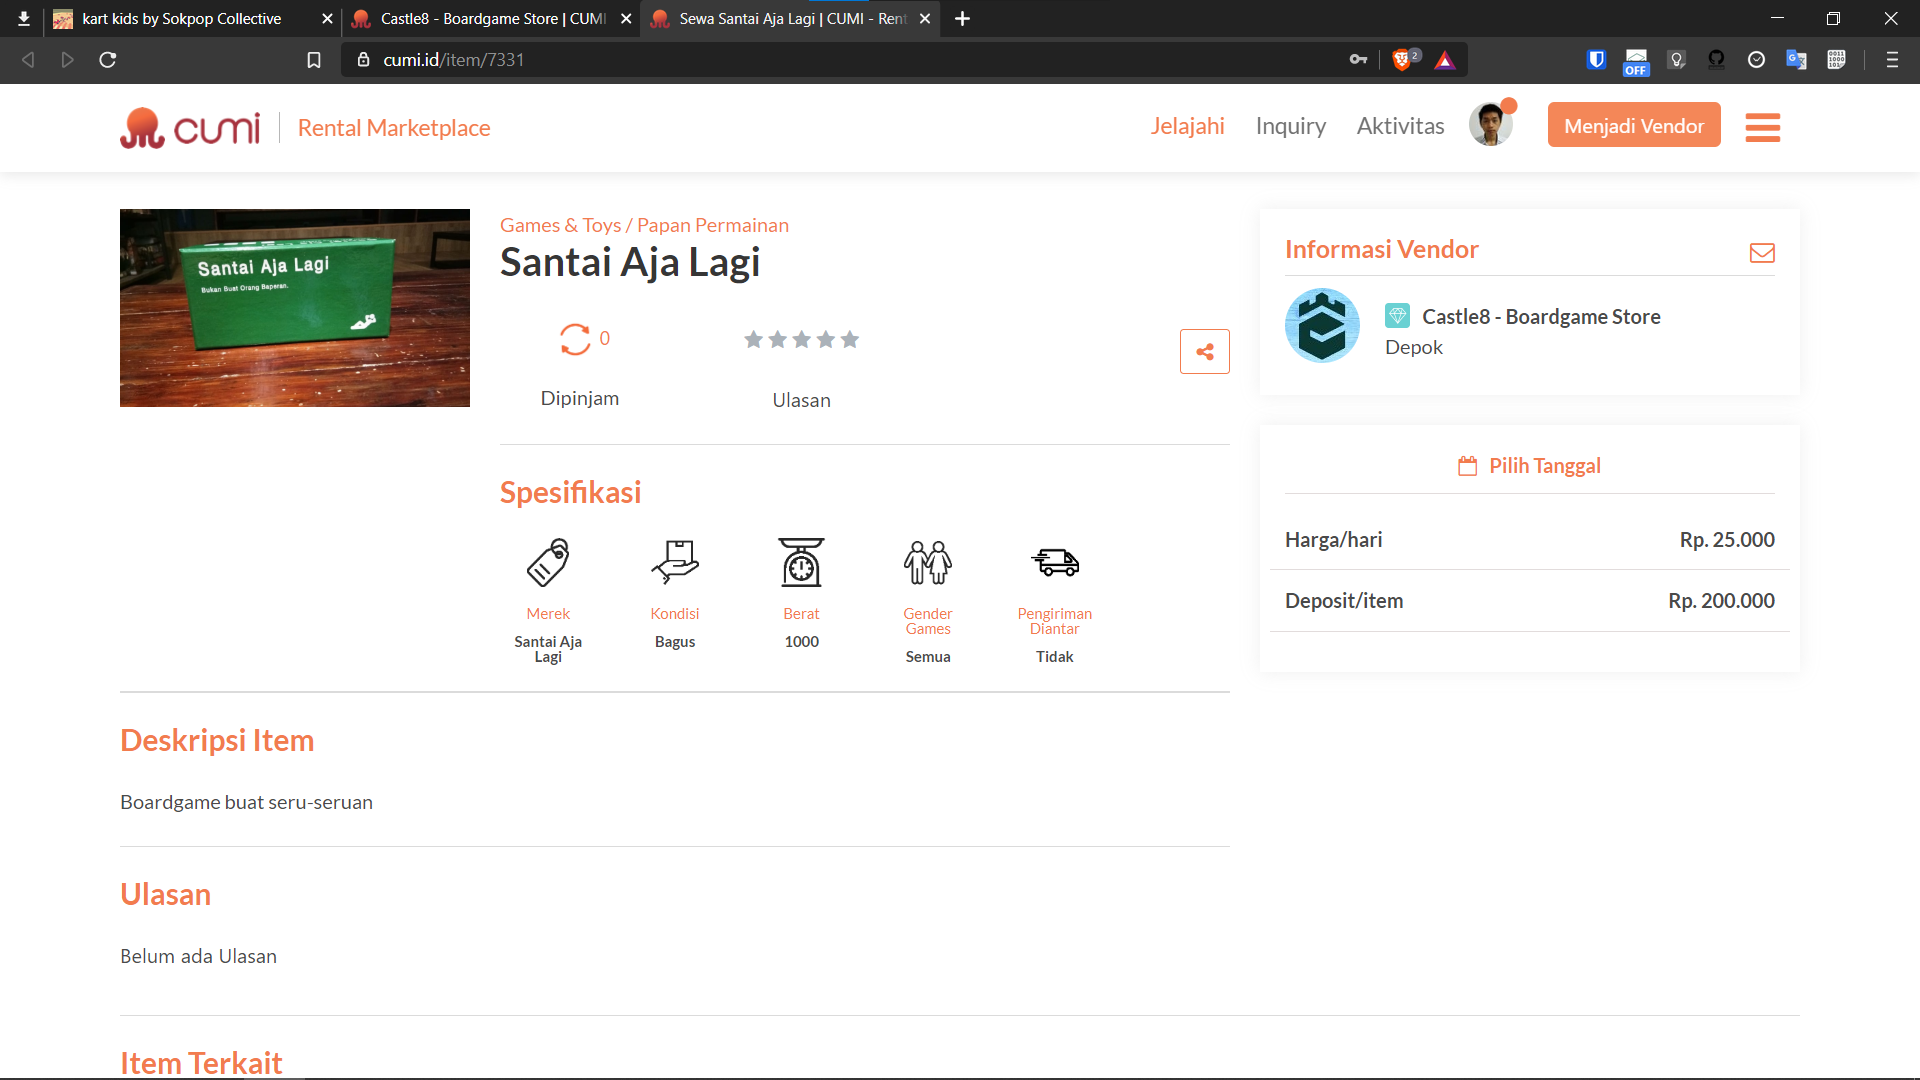 kart kids by Sokpop Collective
Castle8 - Boardgame Store | CUMI
Sewa Santai Aja Lagi | CUMI - Rent
cumi.id/item/7331
2
OFF
cumi
Rental Marketplace
Jelajahi
Inquiry
Aktivitas
Menjadi Vendor
Santai Aja Lagi
Bukan Buat Orang Baperan.
Games & Toys / Papan Permainan
Santai Aja Lagi
0
Dipinjam
Ulasan
Spesifikasi
Merek
Santai Aja
Lagi
Kondisi
Bagus
Berat
1000
Gender
Games
Semua
Pengiriman
Diantar
Tidak
Informasi Vendor
Castle8 - Boardgame Store
Depok
Pilih Tanggal
Harga/hari Rp. 25.000
Deposit/item Rp. 200.000
Deskripsi Item
Boardgame buat seru-seruan
Ulasan
Belum ada Ulasan
Item Terkait